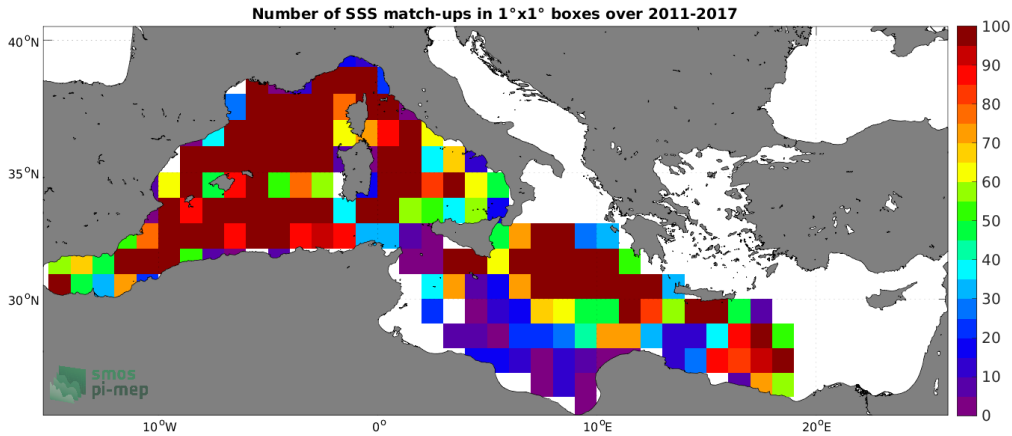 Number of SSS match-ups in 1°x1° boxes over 2011-2017
40°N
35°N
30°N
10°W
0°
10°E
20°E
100
90
80
70
60
50
40
30
20
10
0
smos
pi-mep